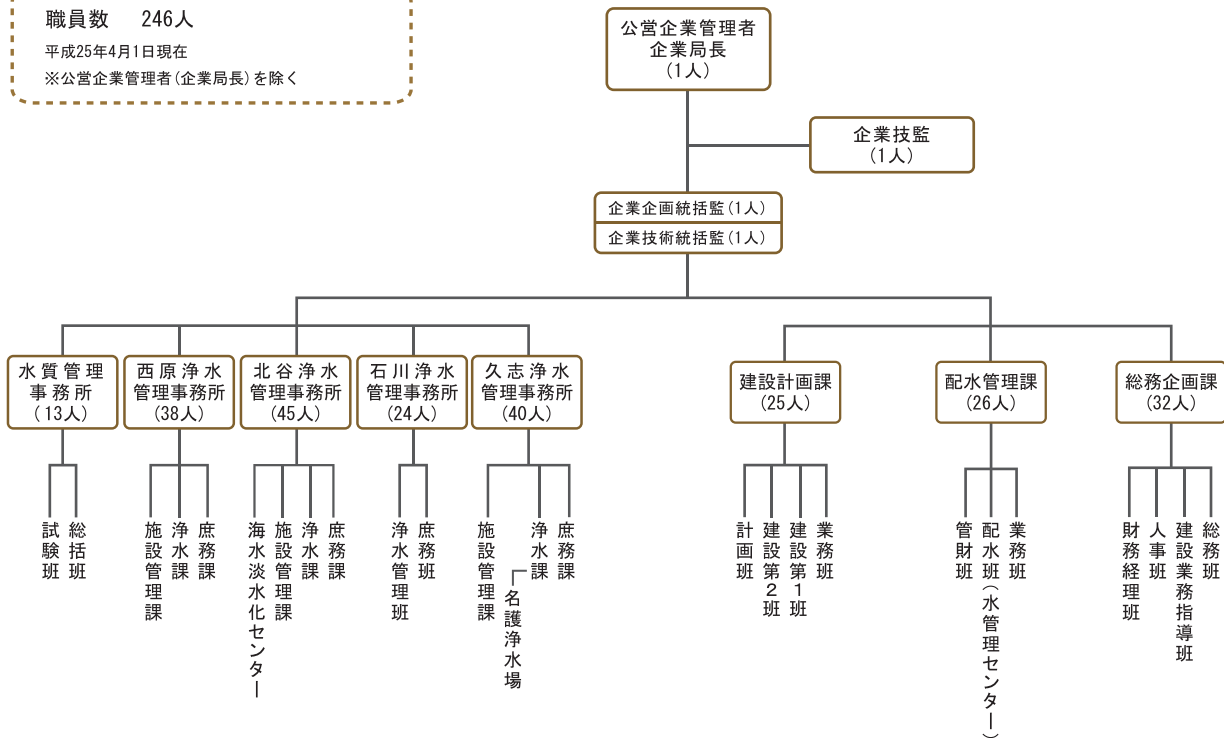 職員数 246人
平成25年4月1日現在
※公営企業管理者(企業局長)を除く
公営企業管理者
企業局長
(1人)
企業技監
(1人)
企業企画統括監(1人)
企業技術統括監(1人)
水質管理
事務所
(13人)
西原浄水
管理事務所
(38人)
北谷浄水
管理事務所
(45人)
石川浄水
管理事務所
(24人)
久志浄水
管理事務所
(40人)
建設計画課
(25人)
配水管理課
(26人)
総務企画課
(32人)
試験班
総括班
施設管理課
浄水課
庶務課
海水淡水化センター
施設管理課
浄水課
庶務課
浄水管理班
庶務班
施設管理課
浄水課
名護浄水場
庶務課
計画班
建設第2班
建設第1班
業務班
管財班
配水班(水管理センター)
業務班
財務経理班
人事班
建設業務指導班
総務班